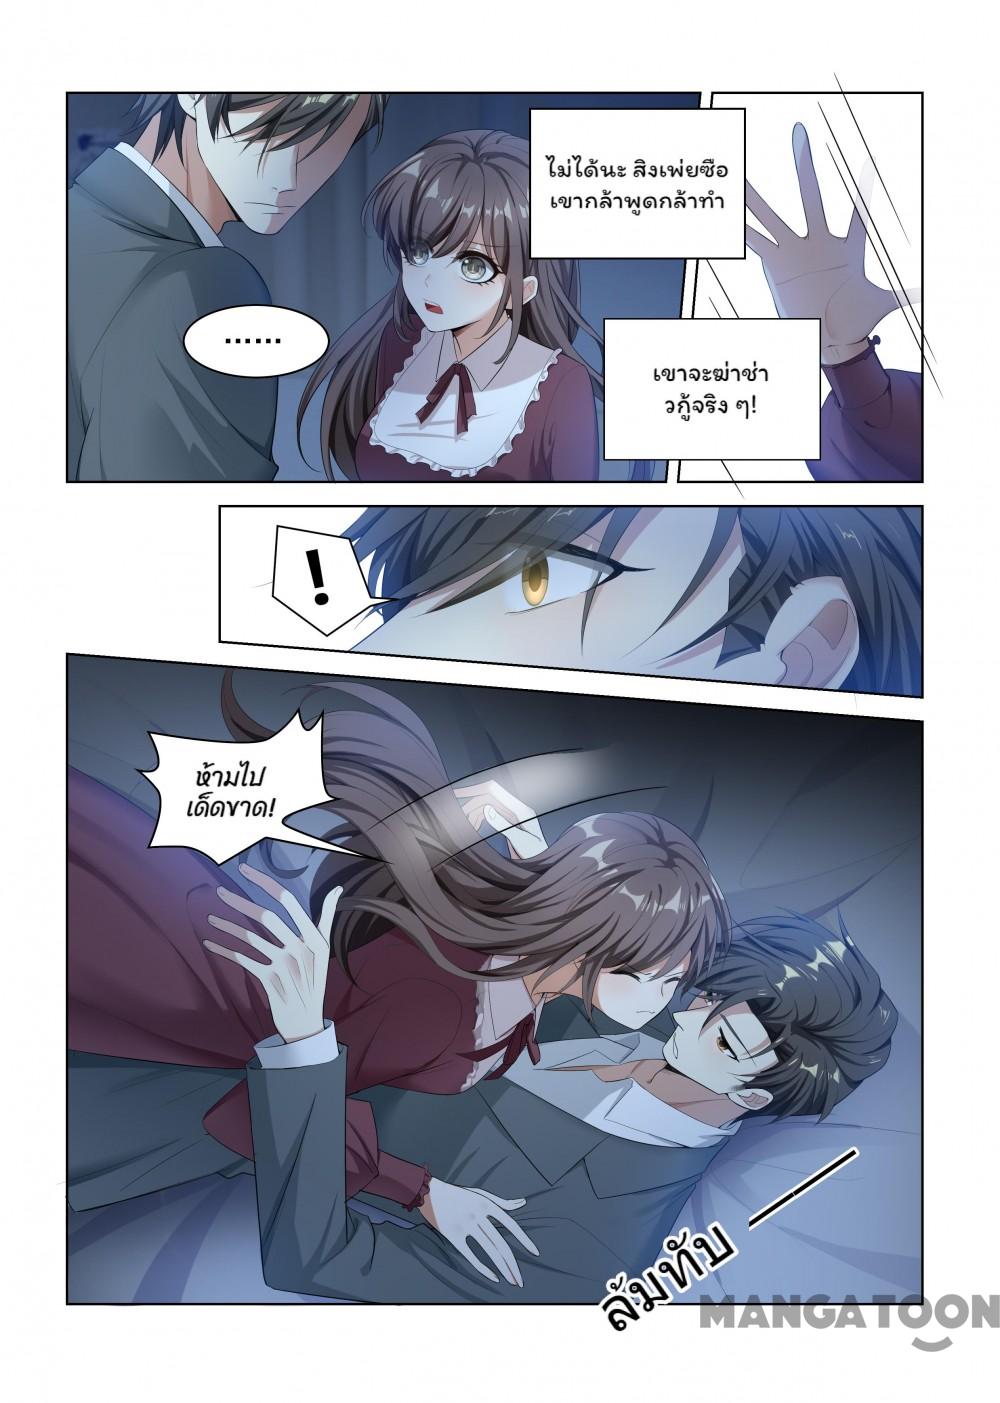 ไม่ได้นะ สิงเพ่ยซือ
เขากล้าพูดกล้าทำ
......
เขาจะฆ่าช่า
วกู้จริง ๆ!
!
ห้ามไป
เด็ดขาด!
ล้มทับ
MANGATOON